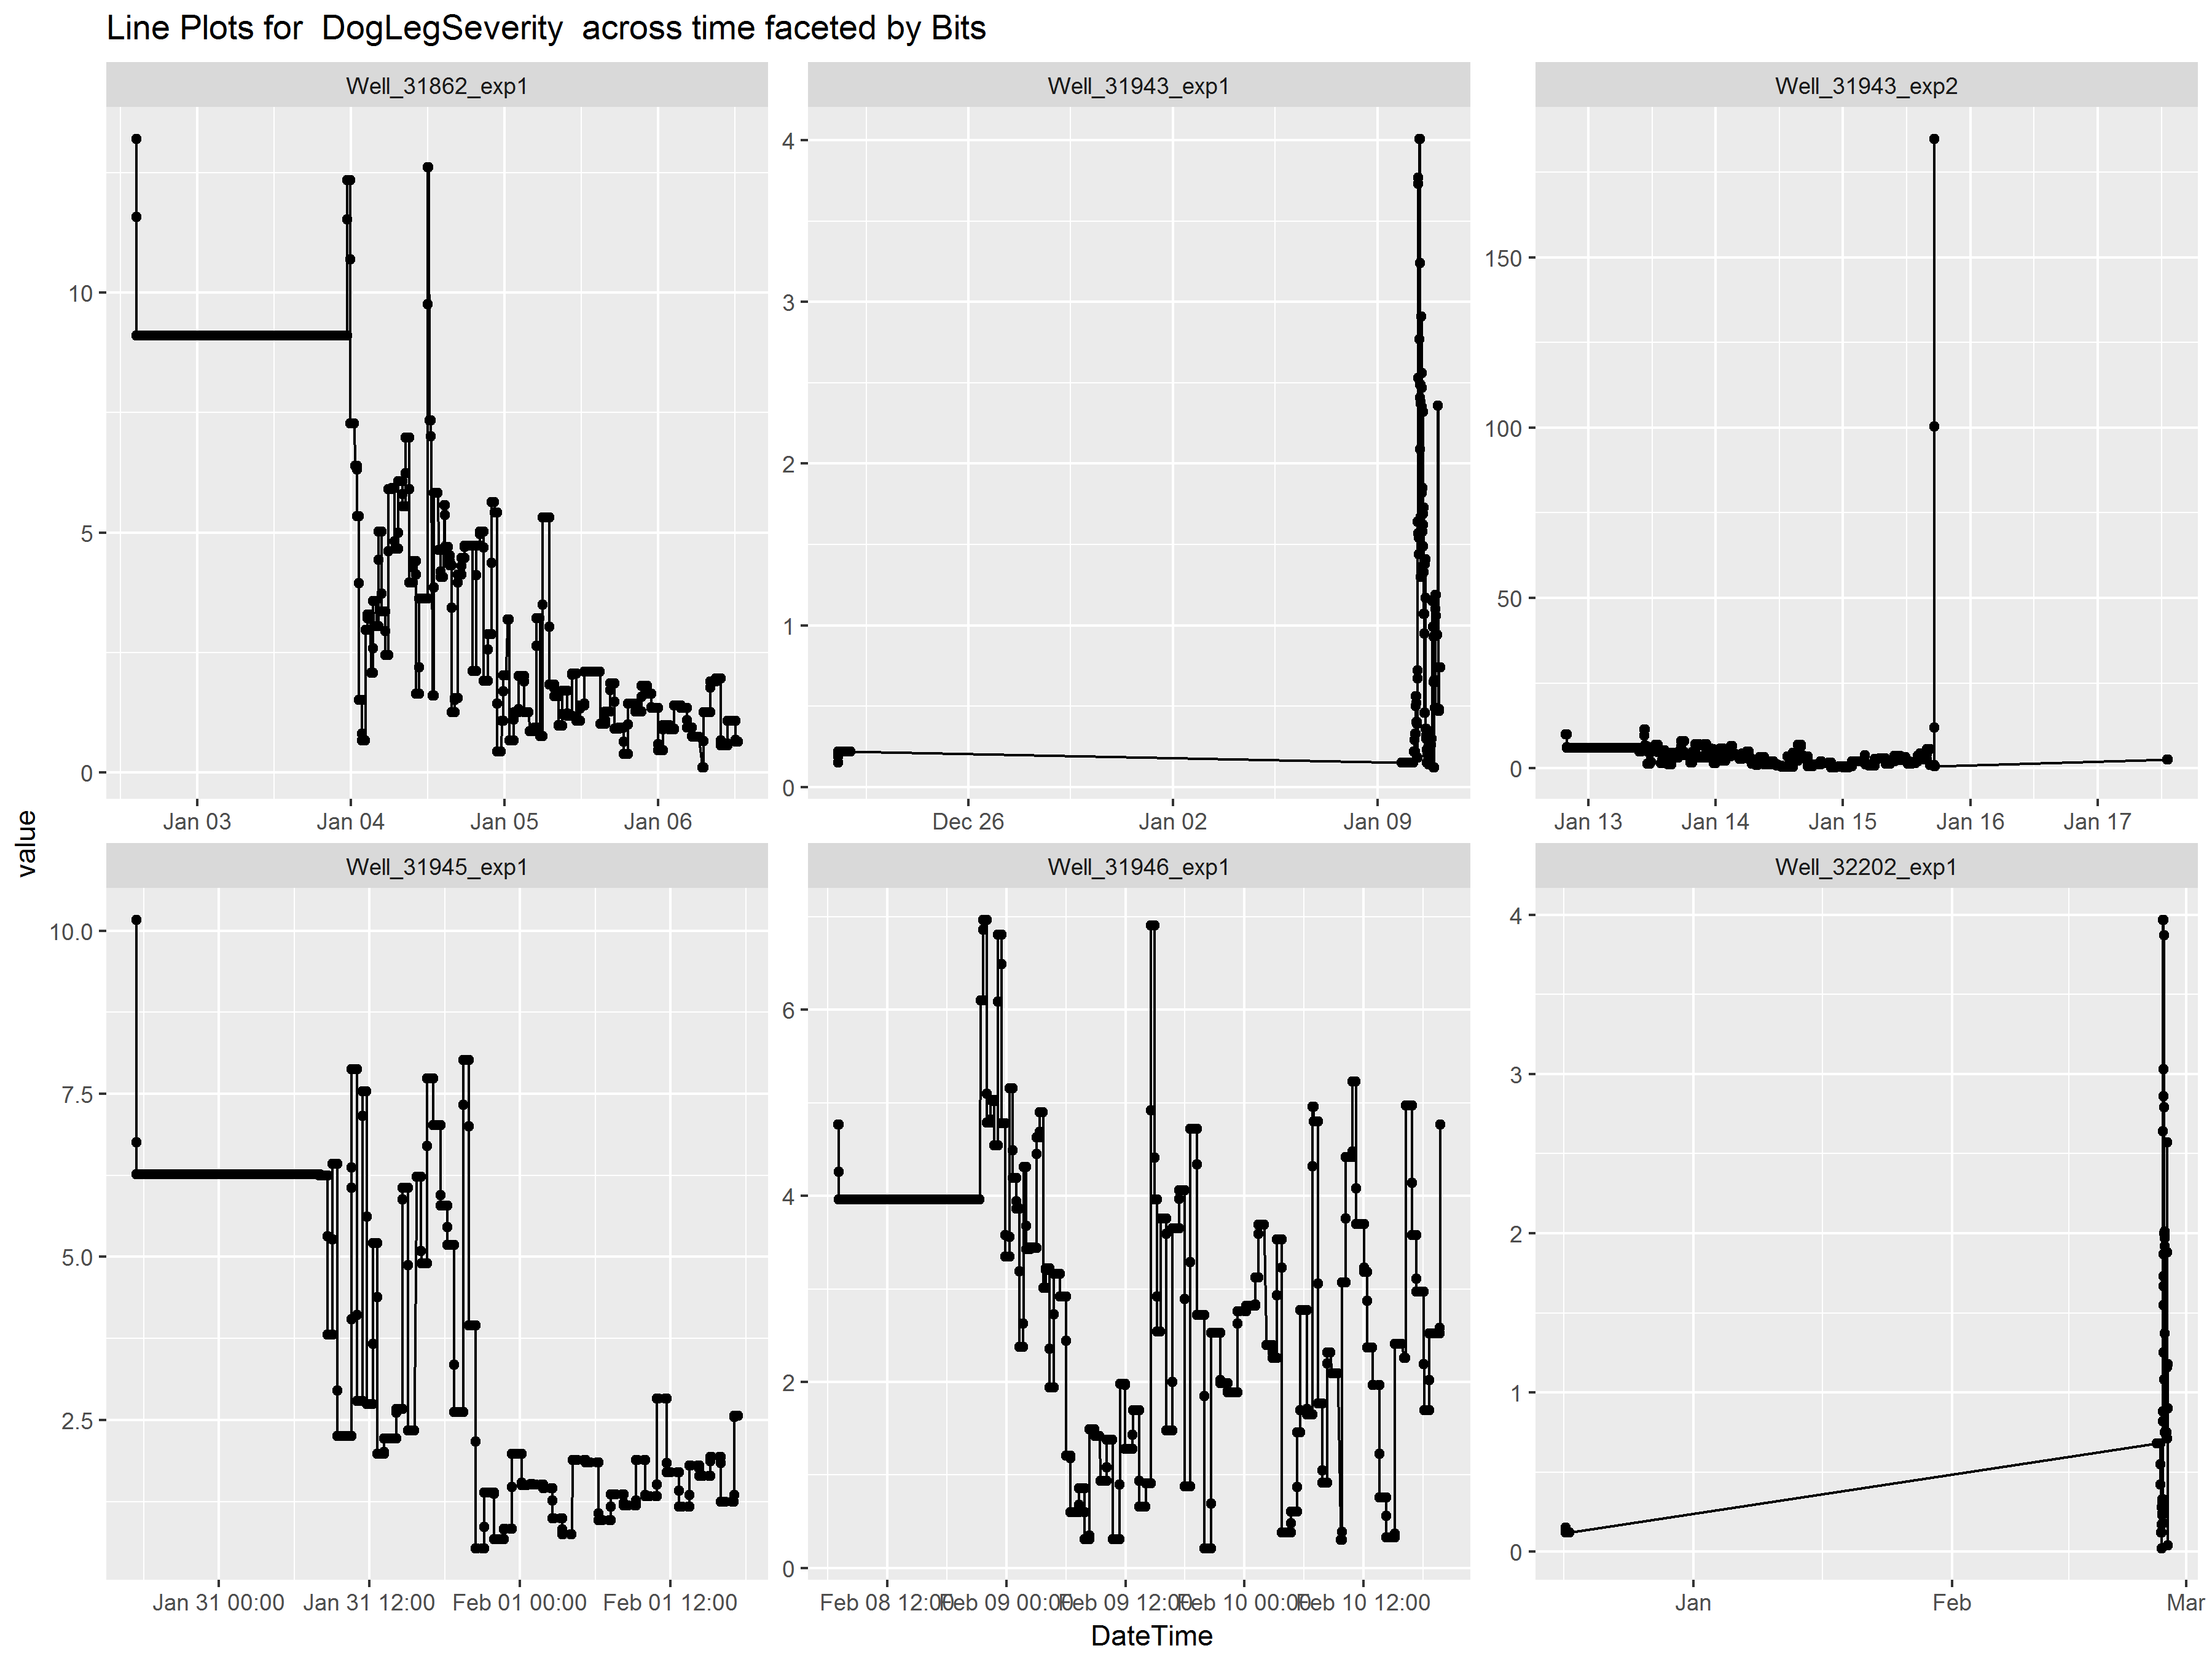 Line Plots for  DogLegSeverity  across time faceted by Bits
Well_31862_exp1
Well_31943_exp1
Well_31943_exp2
10
5
0
4
3
2
1
0
150
100
50
0
Jan 03 Jan 04 Jan 05 Jan 06
Dec 26 Jan 02 Jan 09
Jan 13 Jan 14 Jan 15 Jan 16 Jan 17
value
Well_31945_exp1
Well_31946_exp1
Well_32202_exp1
10.0
7.5
5.0
2.5
6
4
2
0
4
3
2
1
0
Jan 31 00:00 Jan 31 12:00 Feb 01 00:00 Feb 01 12:00
Feb 08 12:00 Feb 09 00:00 Feb 09 12:00 Feb 10 00:00 Feb 10 12:00
Jan Feb Mar
DateTime